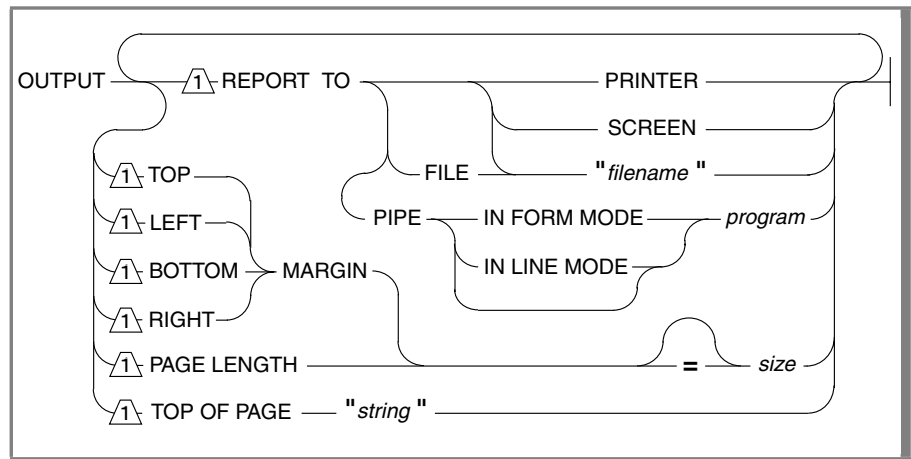 OUTPUT 1 REPORT TO PRINTER
SCREEN
1 TOP FILE "filename"
1 LEFT PIPE IN FORM MODE program
1 BOTTOM MARGIN IN LINE MODE
1 RIGHT
1 PAGE LENGTH = size
1 TOP OF PAGE "string"